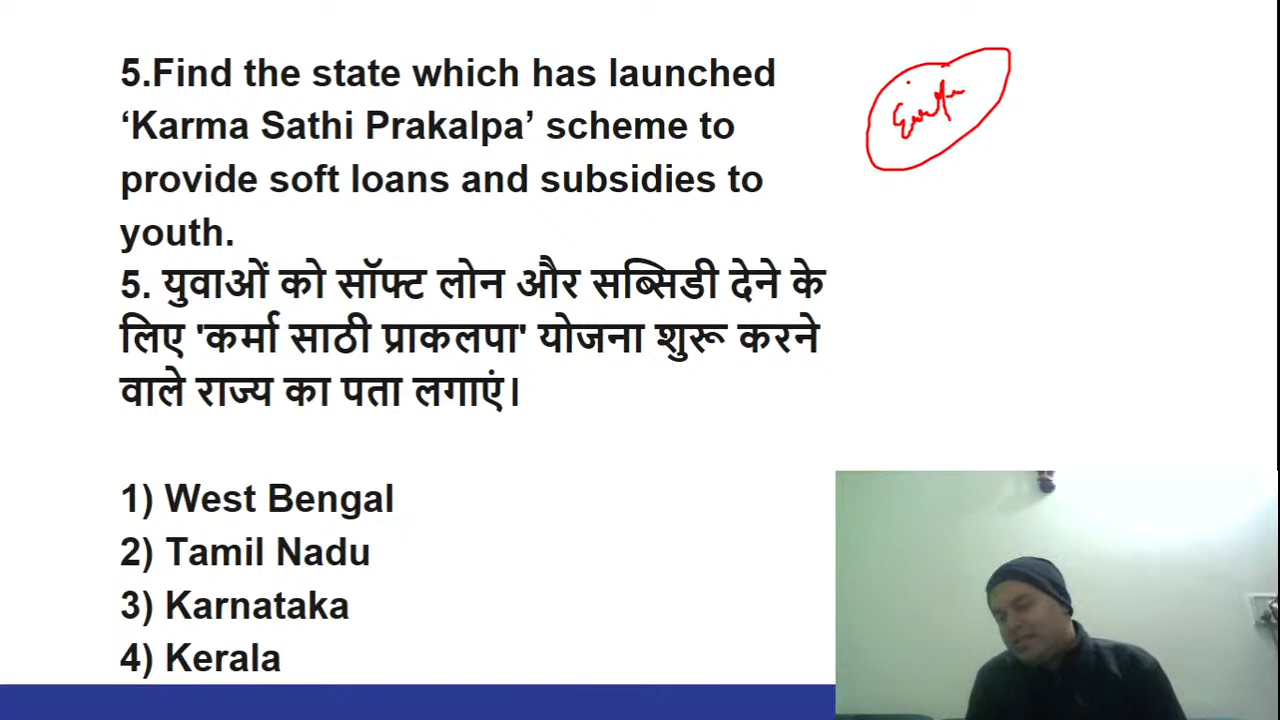 5.Find the state which has launched
‘Karma Sathi Prakalpa’ scheme to
provide soft loans and subsidies to
youth.
5. युवाओं को सॉफ्ट लोन और सब्सिडी देने के
लिए 'कर्मा साठी प्राकलपा' योजना शुरू करने
वाले राज्य का पता लगाएं।
1) West Bengal
2) Tamil Nadu
3) Karnataka
4) Kerala